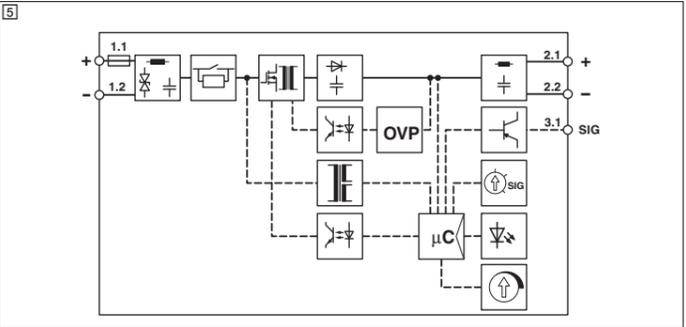 5
1.1
2.1
+
+
1.2
2.2
–
–
3.1
SIG
OVP
SIG
µC